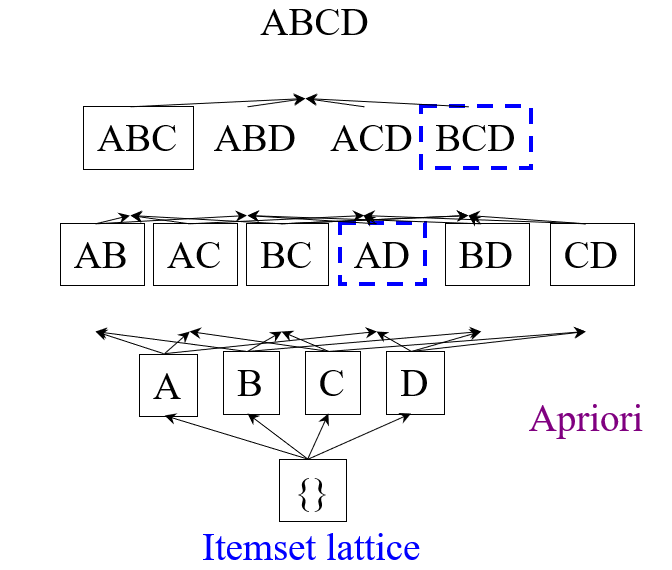 ABCD
ABC ABD ACD BCD
AB AC BC AD BD CD
A B C D
Apriori
{}
Itemset lattice